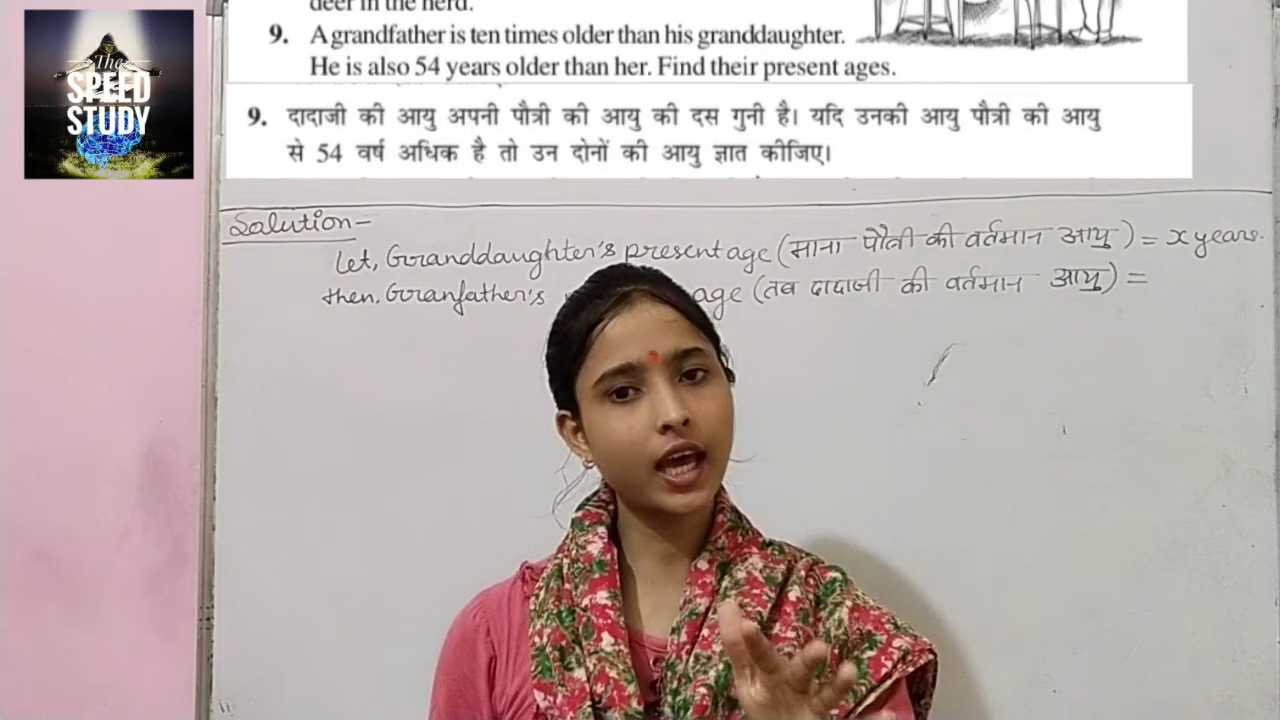 The
SPEED
STUDY
deer in the herd.
9. A grandfather is ten times older than his granddaughter.
He is also 54 years older than her. Find their present ages.
9. दादाजी की आयु अपनी पौत्री की आयु की दस गुनी है। यदि उनकी आयु पौत्री की आयु
से 54 वर्ष अधिक है तो उन दोनों की आयु ज्ञात कीजिए।
Solution-
Let, Granddaughter's present age (माना पौत्री की वर्तमान आयु) = x years.
then, Granfather's age (तब दादाजी की वर्तमान आयु) =